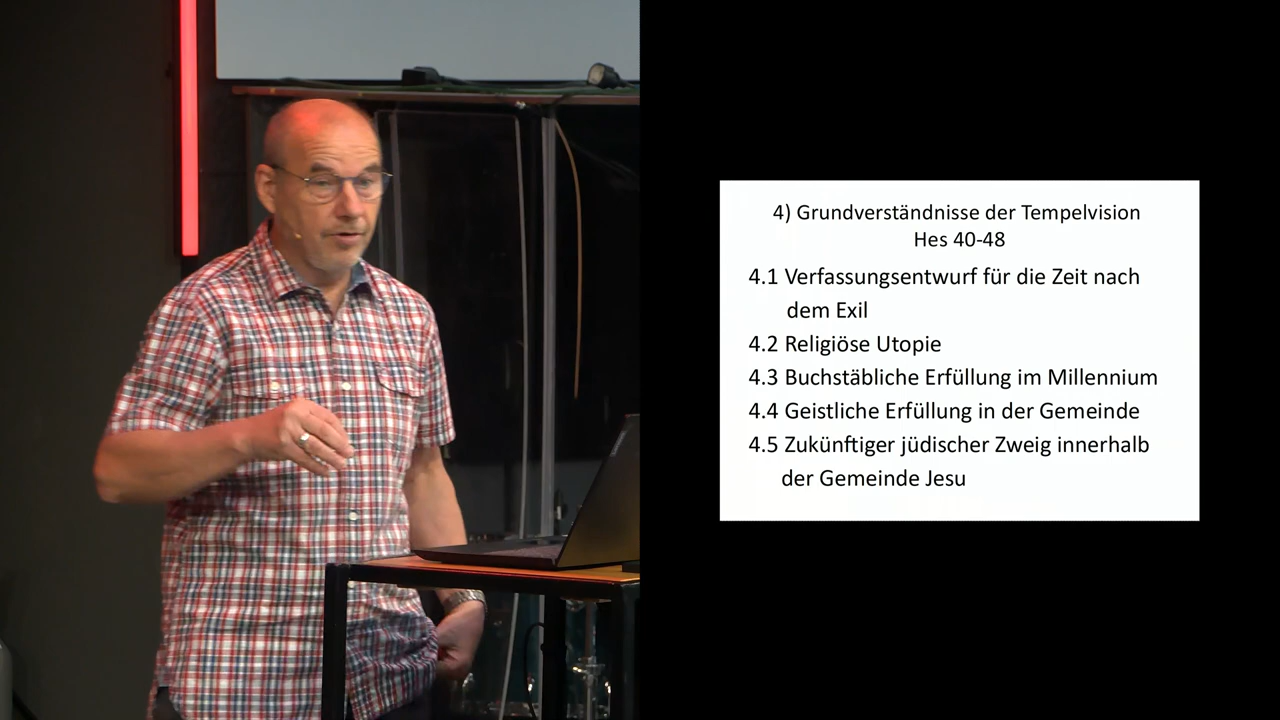 4) Grundverständnisse der Tempelvision
Hes 40-48
4.1 Verfassungsentwurf für die Zeit nach
dem Exil
4.2 Religiöse Utopie
4.3 Buchstäbliche Erfüllung im Millennium
4.4 Geistliche Erfüllung in der Gemeinde
4.5 Zukünftiger jüdischer Zweig innerhalb
der Gemeinde Jesu